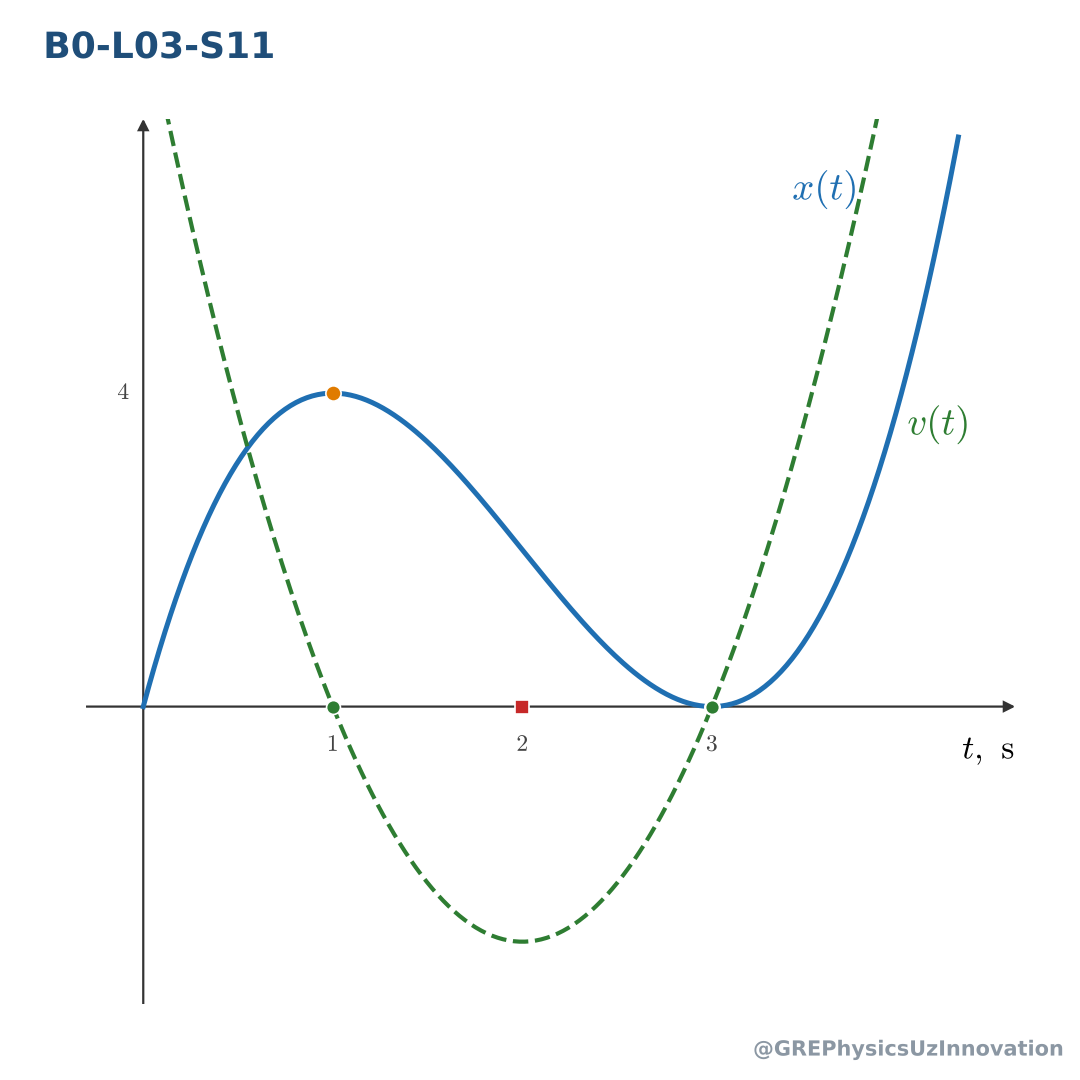 B0-L03-S11
x(t)
4
v(t)
1 2 3
t, s
@GREPhysicsUzInnovation